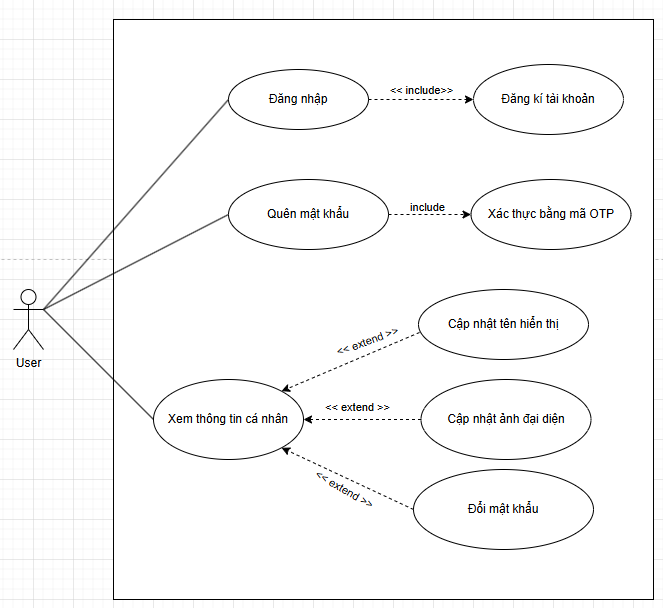 Đăng nhập
<< include>>
Đăng kí tài khoản
Quên mật khẩu
include
Xác thực bằng mã OTP
User
Cập nhật tên hiển thị
<< extend >>
Xem thông tin cá nhân
<< extend >>
Cập nhật ảnh đại diện
<< extend >>
Đổi mật khẩu